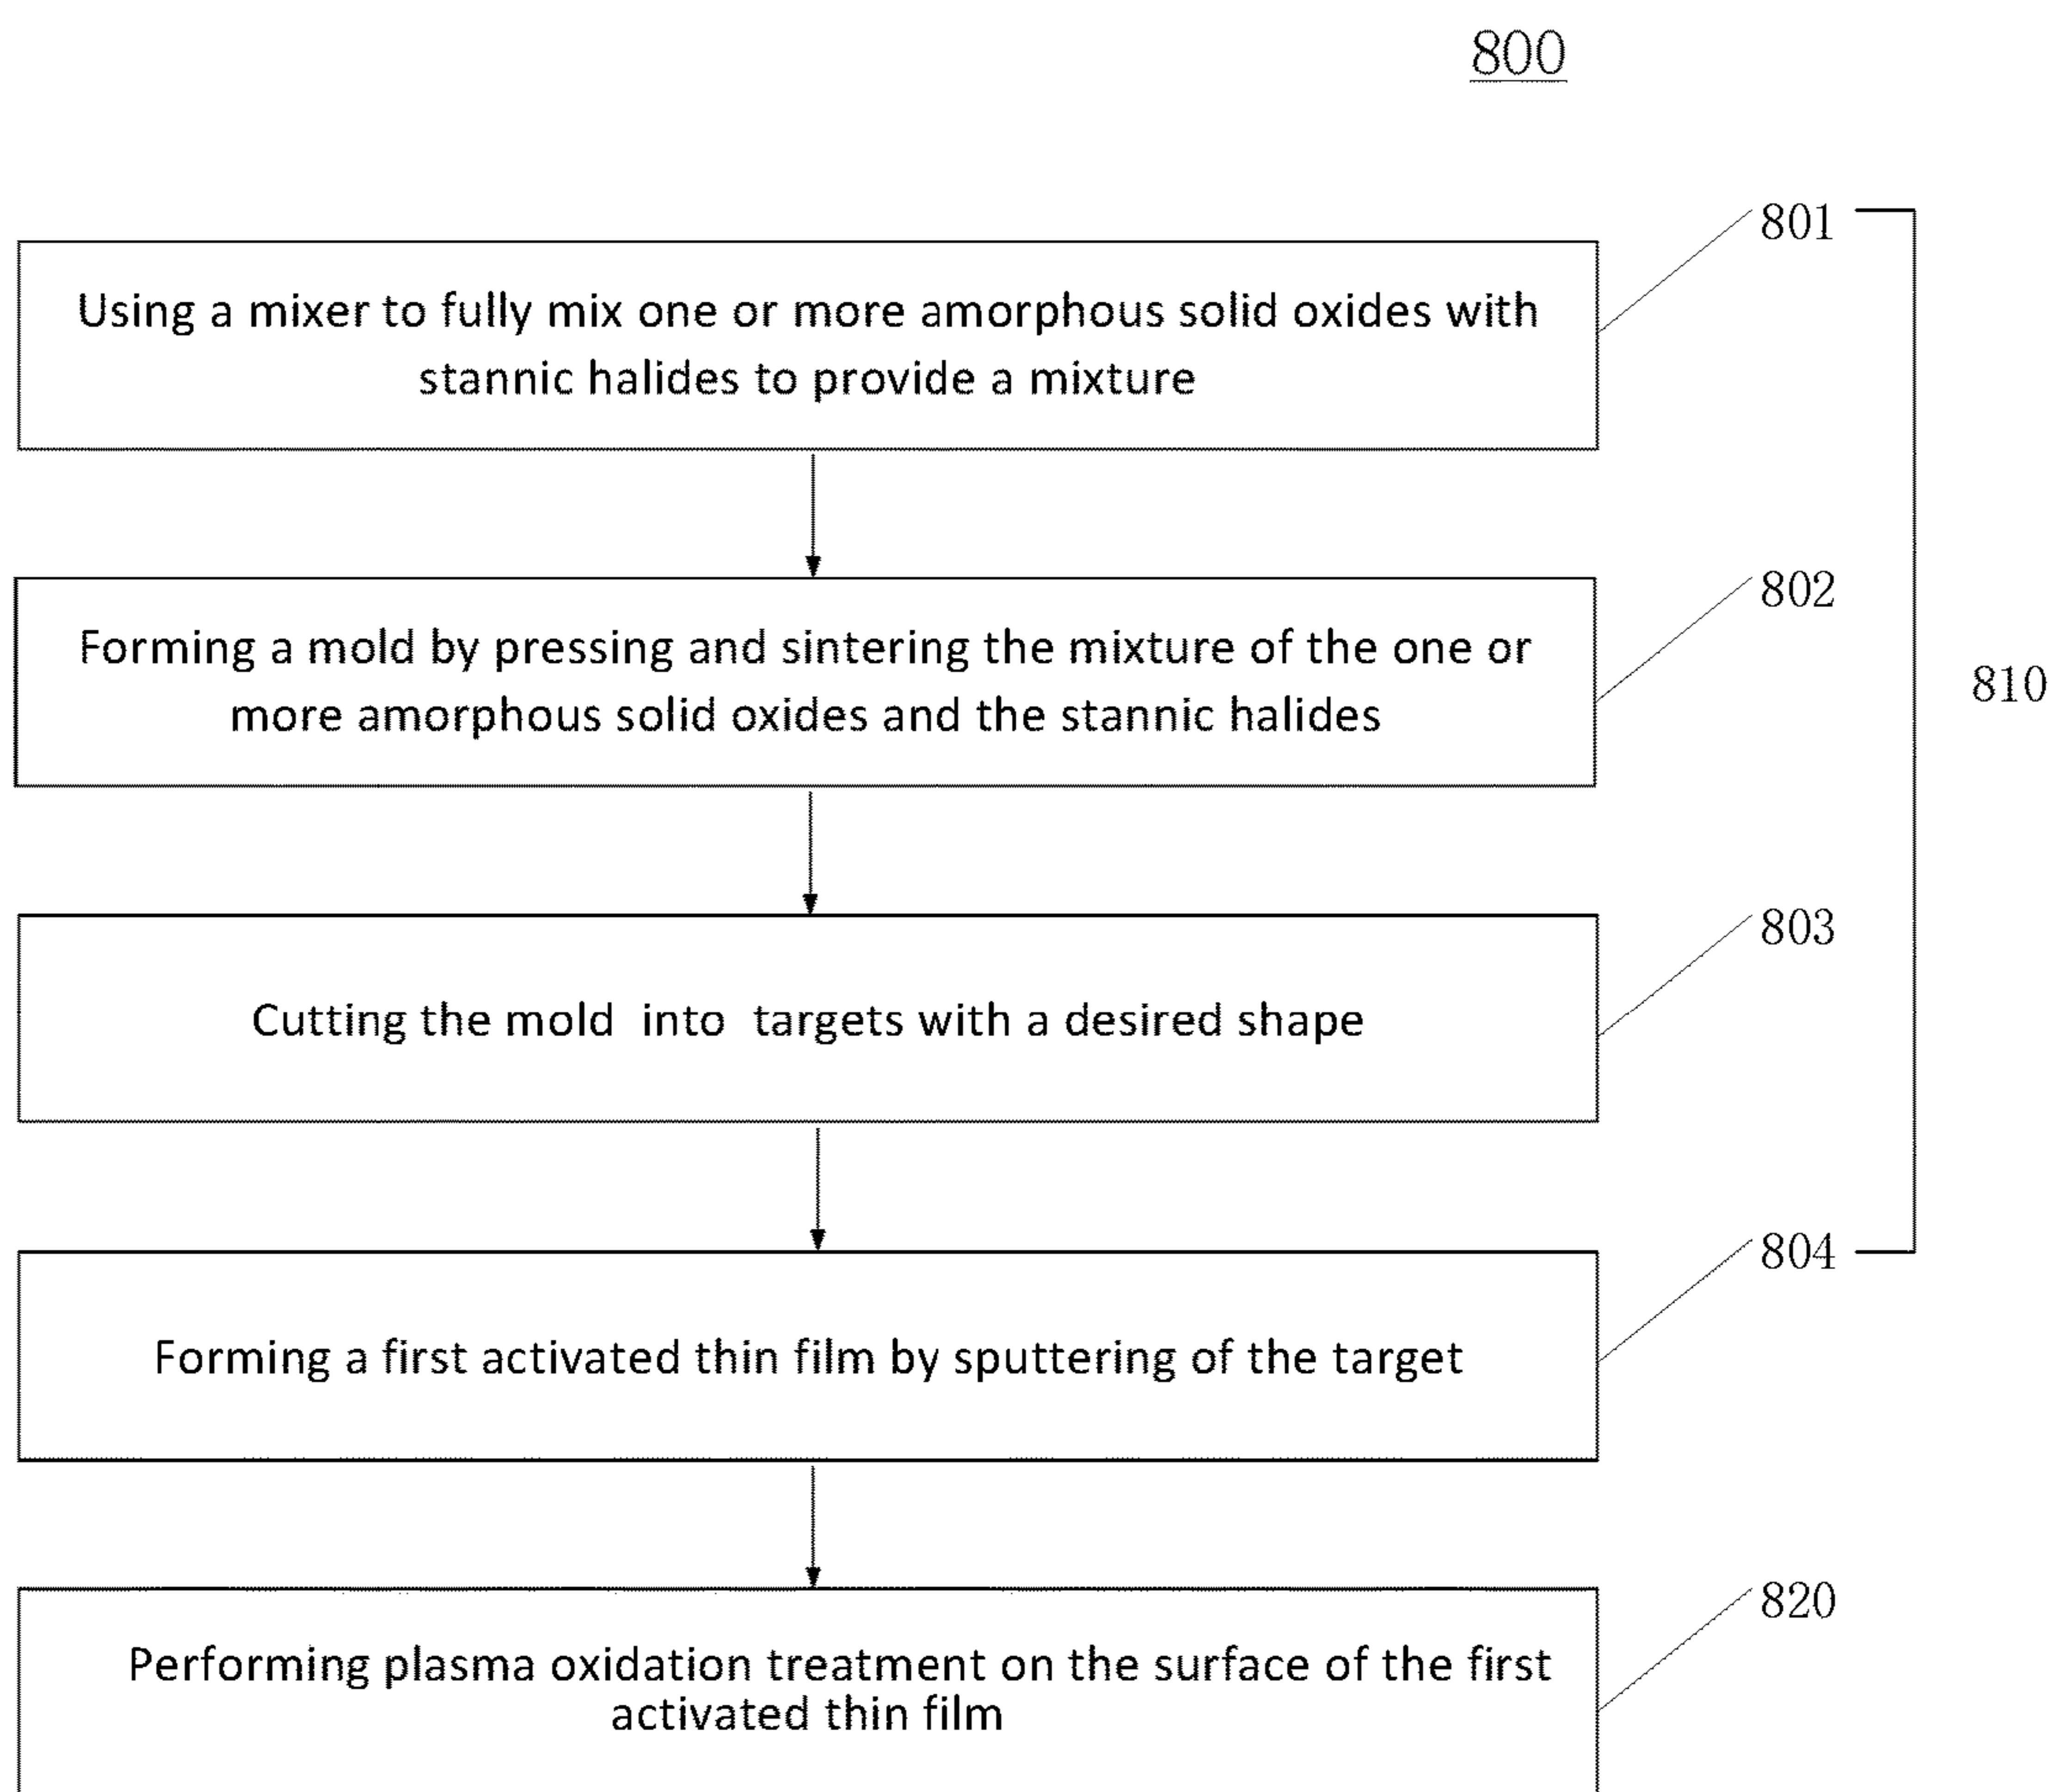 800
801
Using a mixer to fully mix one or more amorphous solid oxides with
stannic halides to provide a mixture
802
Forming a mold by pressing and sintering the mixture of the one or
more amorphous solid oxides and the stannic halides
810
803
Cutting the mold into targets with a desired shape
804
Forming a first activated thin film by sputtering of the target
820
Performing plasma oxidation treatment on the surface of the first
activated thin film